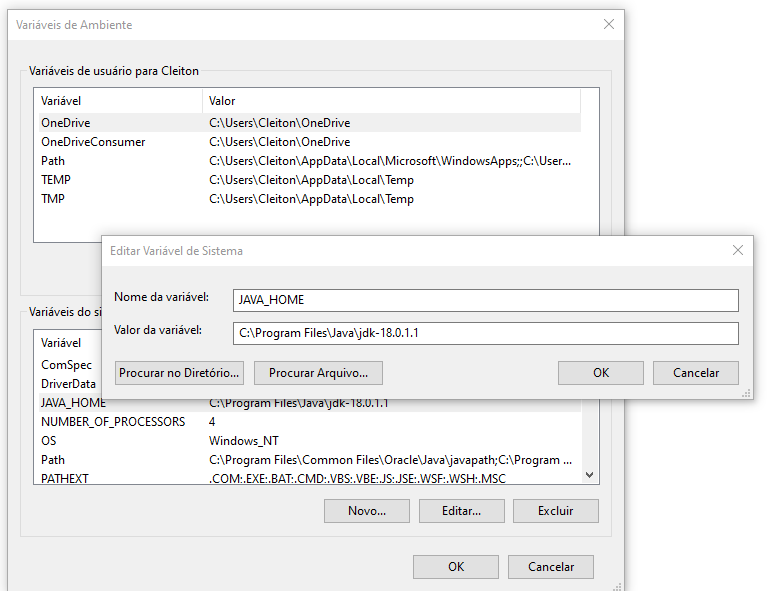 Variáveis de Ambiente
Variáveis de usuário para Cleiton
Variável Valor
OneDrive C:\Users\Cleiton\OneDrive
OneDriveConsumer C:\Users\Cleiton\OneDrive
Path C:\Users\Cleiton\AppData\Local\Microsoft\WindowsApps;;C:\User...
TEMP C:\Users\Cleiton\AppData\Local\Temp
TMP C:\Users\Cleiton\AppData\Local\Temp
Editar Variável de Sistema
Nome da variável: JAVA_HOME
Valor da variável: C:\Program Files\Java\jdk-18.0.1.1
Procurar no Diretório... Procurar Arquivo... OK Cancelar
Variáveis do si
Variável
ComSpec
DriverData
JAVA_HOME C:\Program Files\Java\jdk-18.0.1.1
NUMBER_OF_PROCESSORS 4
OS Windows_NT
Path C:\Program Files\Common Files\Oracle\Java\javapath;C:\Program ...
PATHEXT .COM;.EXE;.BAT;.CMD;.VBS;.VBE;.JS;.JSE;.WSF;.WSH;.MSC
Novo... Editar... Excluir
OK Cancelar